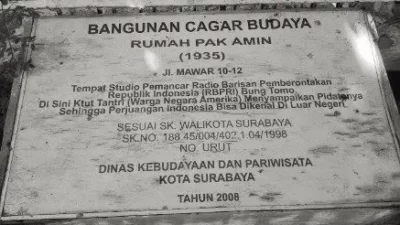 BANGUNAN CAGAR BUDAYA
RUMAH PAK AMIN
(1935)
Jl. MAWAR 10-12
Tempat Studio Pemancar Radio Barisan Pemberontakan
Republik Indonesia (RBPRI) Bung Tomo
Di Sini Ktut Tantri (Warga Negara Amerika) Menyampaikan Pidatonya
Sehingga Perjuangan Indonesia Bisa Dikenal Di Luar Negeri
SESUAI SK. WALIKOTA SURABAYA
SK.NO. 188.45/004/402.1.04/1998
NO. URUT
DINAS KEBUDAYAAN DAN PARIWISATA
KOTA SURABAYA
TAHUN 2008